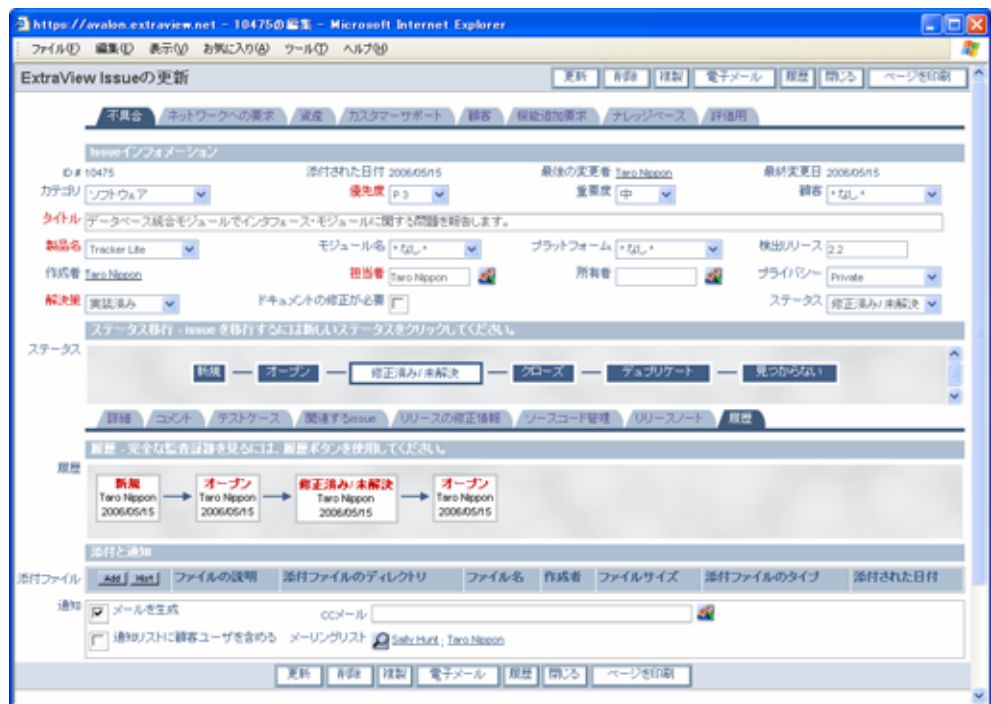 https://avalon.extraview.net - 10475の編集 - Microsoft Internet Explorer
ファイル(F) 編集(E) 表示(V) お気に入り(A) ツール(T) ヘルプ(H)
ExtraView Issueの更新 更新 削除 複製 電子メール 履歴 閉じる ページを印刷
不具合 ネットワークへの要求 資産 カスタマーサポート 顧客 機能追加要求 ナレッジベース 評価用
Issueインフォメーション
ID # 10475 添付された日付 2006/05/15 最後の変更者 Taro Nippon 最終変更日 2006/05/15
カテゴリ ソフトウェア 優先度 P 3 重要度 中 顧客 * なし *
タイトル データベース統合モジュールでインタフェース・モジュールに関する問題を報告します。
製品名 Tracker Lite モジュール名 * なし * プラットフォーム * なし * 検出リリース 2.2
作成者 Taro Nippon 担当者 Taro Nippon 所有者 プライバシー Private
解決策 実装済み ドキュメントの修正が必要 ステータス 修正済み/未解決
ステータス移行 - issue を移行するには新しいステータスをクリックしてください。
ステータス
新規 オープン 修正済み/未解決 クローズ デュプリケート 見つからない
詳細 コメント テストケース 関連するissue リリースの修正情報 ソースコード管理 リリースノート 履歴
履歴 - 完全な監査証跡を見るには、履歴ボタンを使用してください。
履歴
新規 オープン 修正済み/未解決 オープン
Taro Nippon Taro Nippon Taro Nippon Taro Nippon
2006/05/15 2006/05/15 2006/05/15 2006/05/15
添付と通知
添付ファイル Add Hist ファイルの説明 添付ファイルのディレクトリ ファイル名 作成者 ファイルサイズ 添付ファイルのタイプ 添付された日付
通知 メールを生成 CCメール
通知リストに顧客ユーザを含める メーリングリスト Sally Hunt ; Taro Nippon
更新 削除 複製 電子メール 履歴 閉じる ページを印刷